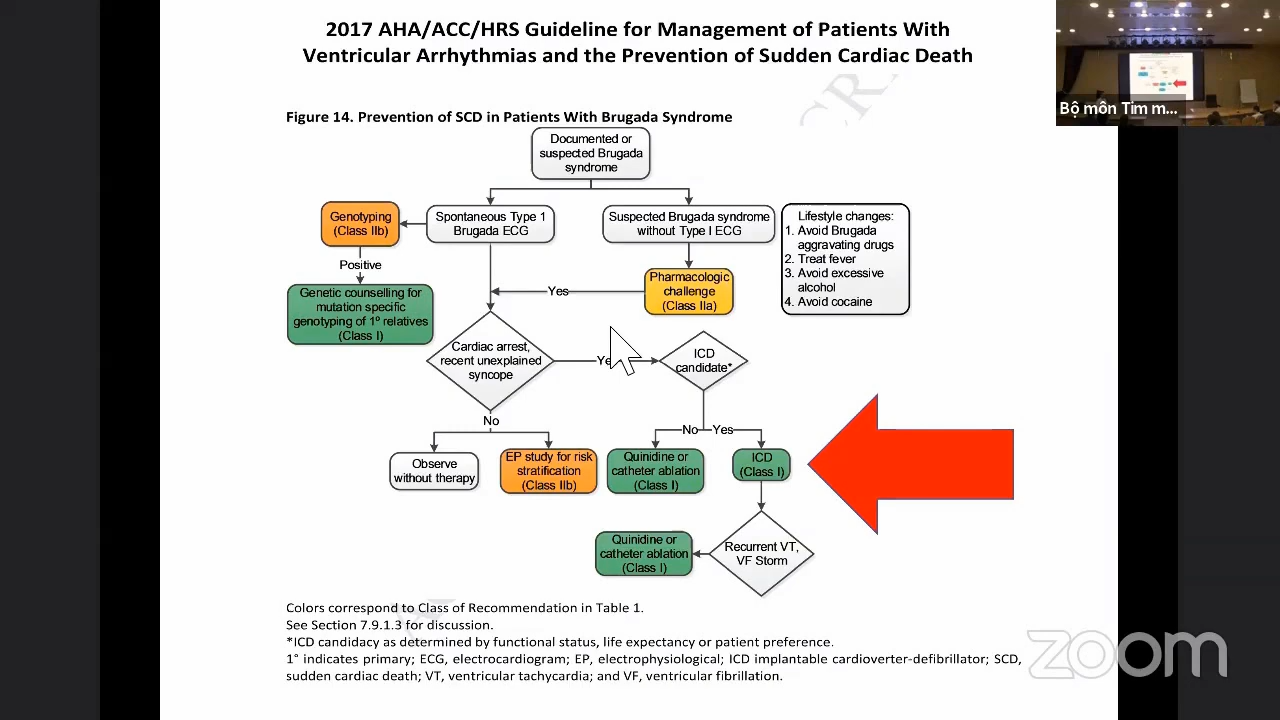 2017 AHA/ACC/HRS Guideline for Management of Patients With
Ventricular Arrhythmias and the Prevention of Sudden Cardiac Death
Bộ môn Tim m...
Figure 14. Prevention of SCD in Patients With Brugada Syndrome
Documented or
suspected Brugada
syndrome
Genotyping
(Class IIb)
Spontaneous Type 1
Brugada ECG
Suspected Brugada syndrome
without Type I ECG
Lifestyle changes:
1. Avoid Brugada
aggravating drugs
2. Treat fever
3. Avoid excessive
alcohol
4. Avoid cocaine
Positive
Genetic counselling for
mutation specific
genotyping of 1º relatives
(Class I)
Yes
Pharmacologic
challenge
(Class IIa)
Cardiac arrest,
recent unexplained
syncope
ICD
candidate*
No
No
Yes
Observe
without therapy
EP study for risk
stratification
(Class IIb)
Quinidine or
catheter ablation
(Class I)
ICD
(Class I)
Quinidine or
catheter ablation
(Class I)
Recurrent VT,
VF Storm
Colors correspond to Class of Recommendation in Table 1.
See Section 7.9.1.3 for discussion.
*ICD candidacy as determined by functional status, life expectancy or patient preference.
1° indicates primary; ECG, electrocardiogram; EP, electrophysiological; ICD implantable cardioverter-defibrillator; SCD,
sudden cardiac death; VT, ventricular tachycardia; and VF, ventricular fibrillation.
zoom